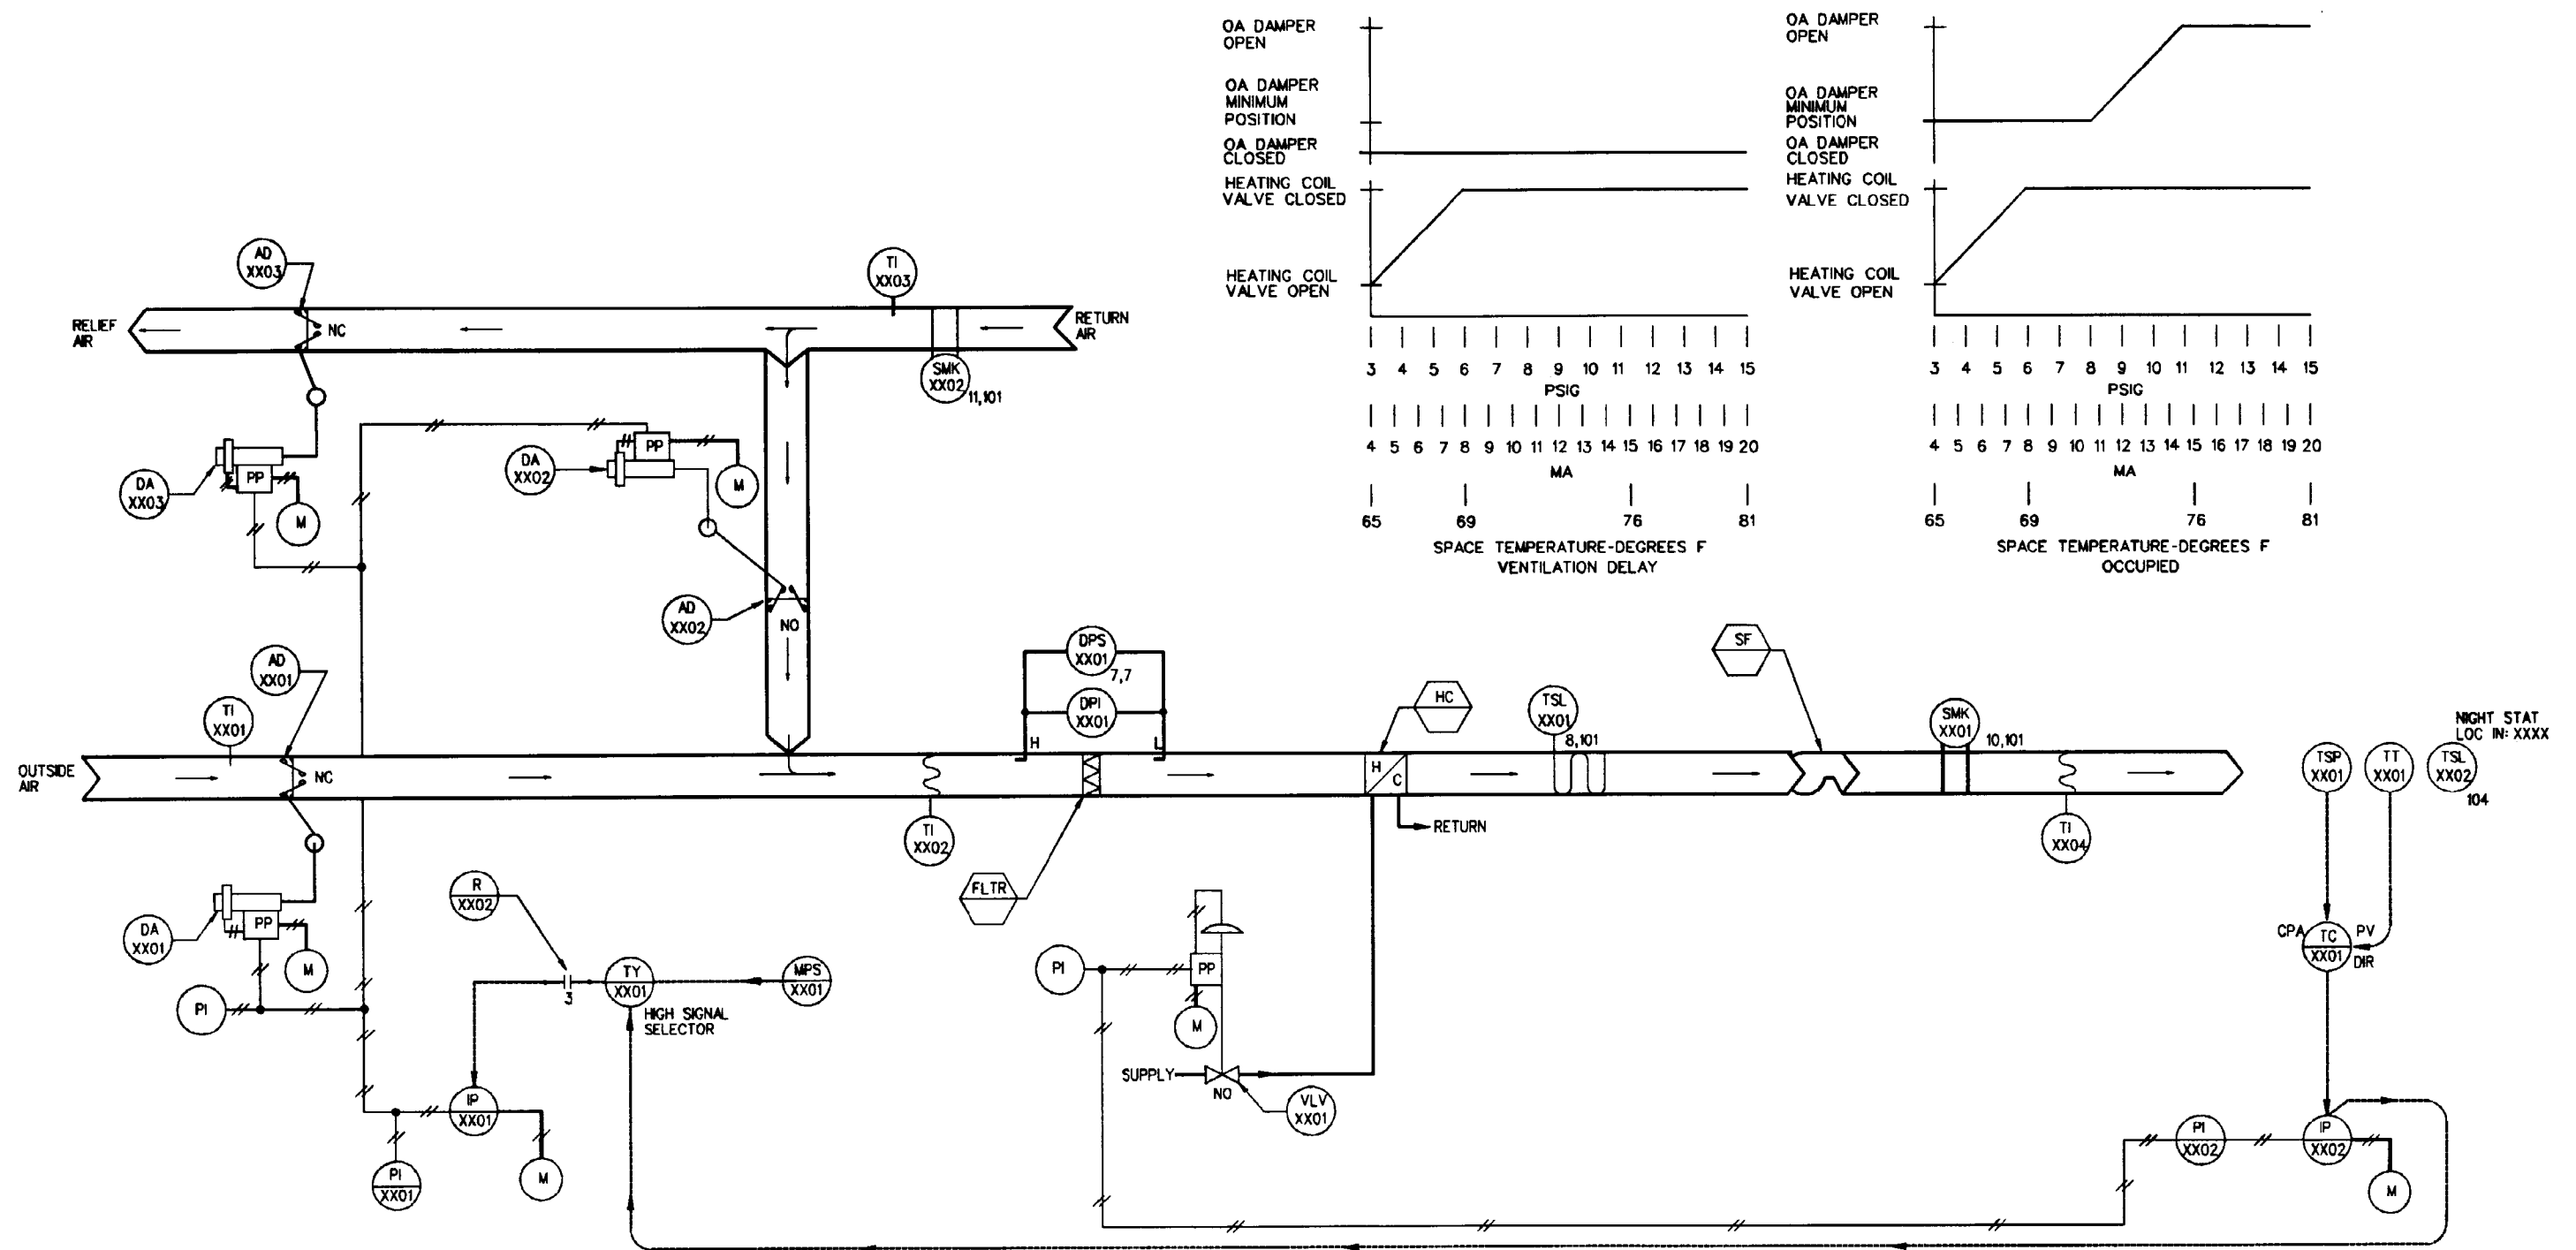 OA DAMPER
OPEN
OA DAMPER
MINIMUM
POSITION
OA DAMPER
CLOSED
HEATING COIL
VALVE CLOSED
HEATING COIL
VALVE OPEN
3 4 5 6 7 8 9 10 11 12 13 14 15
PSIG
4 5 6 7 8 9 10 11 12 13 14 15 16 17 18 19 20
MA
65 69 76 81
SPACE TEMPERATURE-DEGREES F
VENTILATION DELAY
OA DAMPER
OPEN
OA DAMPER
MINIMUM
POSITION
OA DAMPER
CLOSED
HEATING COIL
VALVE CLOSED
HEATING COIL
VALVE OPEN
3 4 5 6 7 8 9 10 11 12 13 14 15
PSIG
4 5 6 7 8 9 10 11 12 13 14 15 16 17 18 19 20
MA
65 69 76 81
SPACE TEMPERATURE-DEGREES F
OCCUPIED
AD
XX03
TI
XX03
RELIEF
AIR
NC
RETURN
AIR
SMK
XX02
11,101
DA
XX03
PP
M
DA
XX02
PP
M
AD
XX02
NO
AD
XX01
TI
XX01
OUTSIDE
AIR
NC
DPS
XX01
7,7
DPI
XX01
H
L
TI
XX02
FLTR
HC
H
C
RETURN
TSL
XX01
8,101
SF
SMK
XX01
10,101
TI
XX04
NIGHT STAT
LOC IN: XXXX
TSP
XX01
TT
XX01
TSL
XX02
104
DA
XX01
PP
M
PI
R
XX02
3
TY
XX01
HIGH SIGNAL
SELECTOR
MPS
XX01
IP
XX01
M
PI
XX01
PI
PP
M
SUPPLY
NO
VLV
XX01
CPA
TC
XX01
PV
DIR
PI
XX02
IP
XX02
M